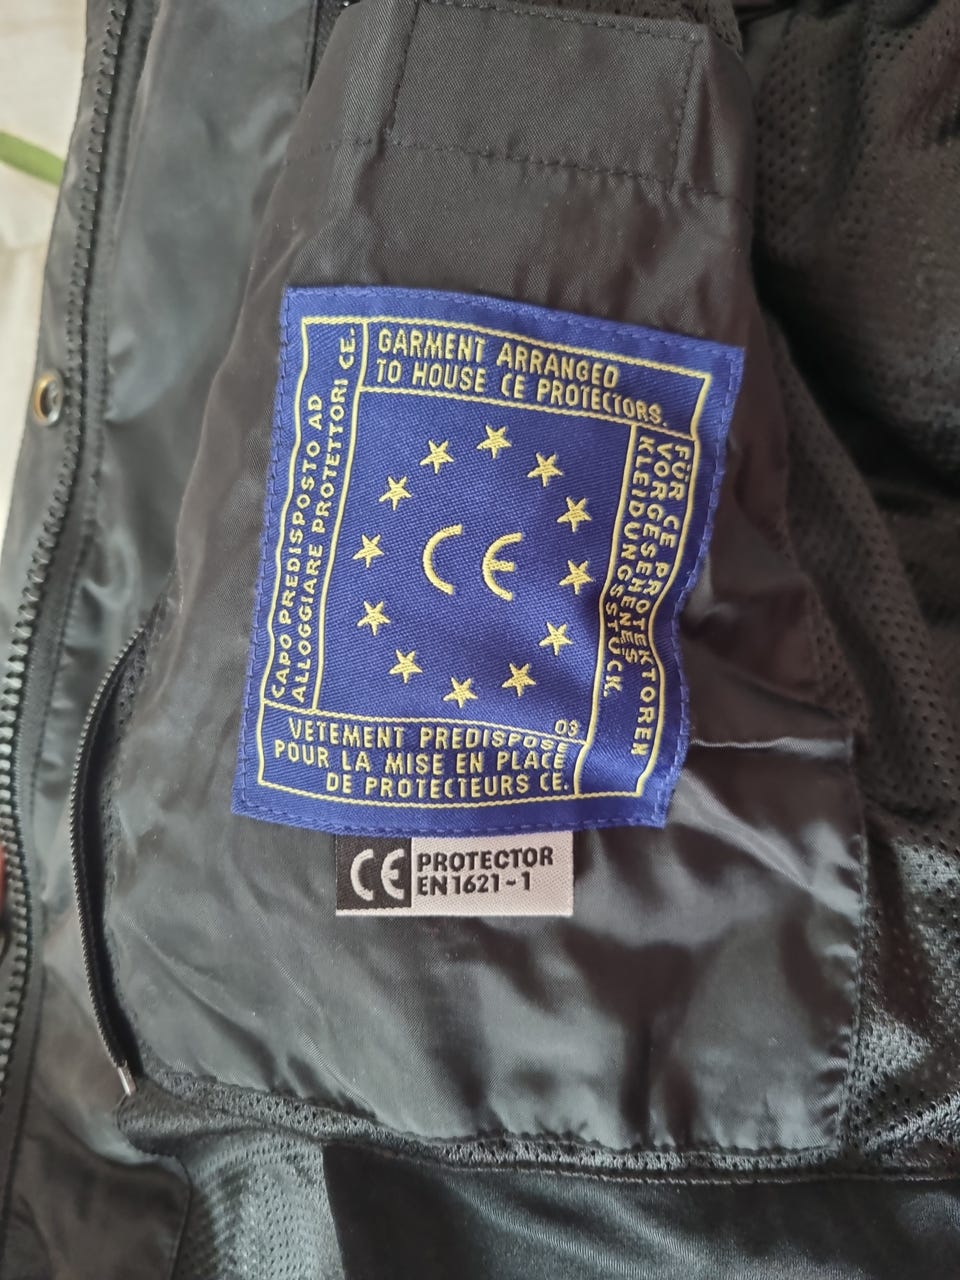 GARMENT ARRANGED
TO HOUSE CE PROTECTORS.
FÜR CE PROTEKTOREN
VORGESEHENES
KLEIDUNGSSTÜCK.
CAPO PREDISPOSTO AD
ALLOGGIARE PROTETTORI CE.
CE
03
VETEMENT PREDISPOSE
POUR LA MISE EN PLACE
DE PROTECTEURS CE.
CE PROTECTOR
EN1621-1